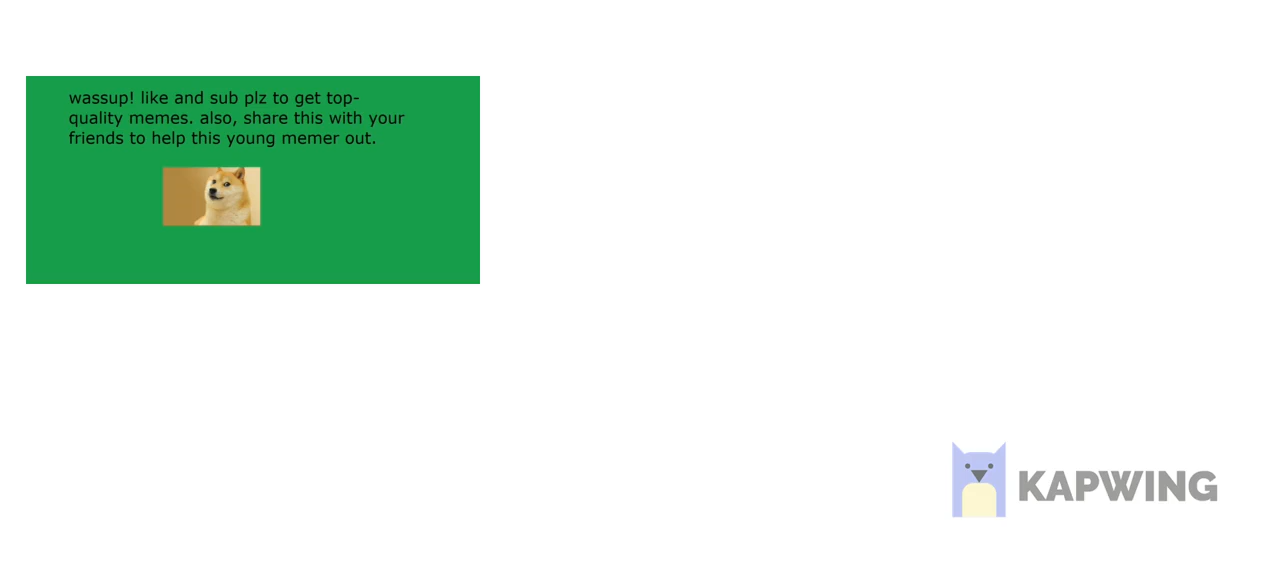 wassup! like and sub plz to get top-
quality memes. also, share this with your
friends to help this young memer out.
KAPWING